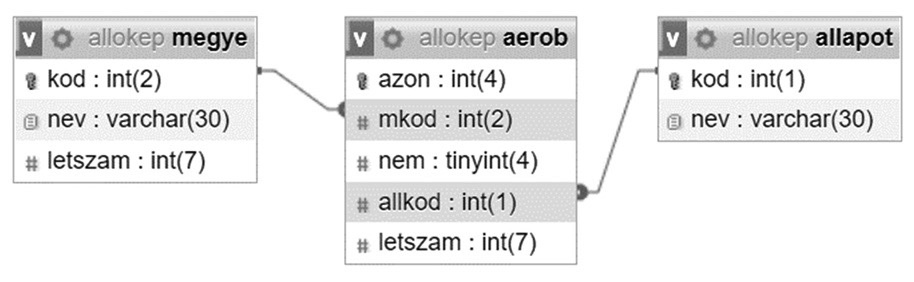 v allokep megye
kod : int(2)
nev : varchar(30)
letszam : int(7)
v allokep aerob
azon : int(4)
mkod : int(2)
nem : tinyint(4)
allkod : int(1)
letszam : int(7)
v allokep allapot
kod : int(1)
nev : varchar(30)